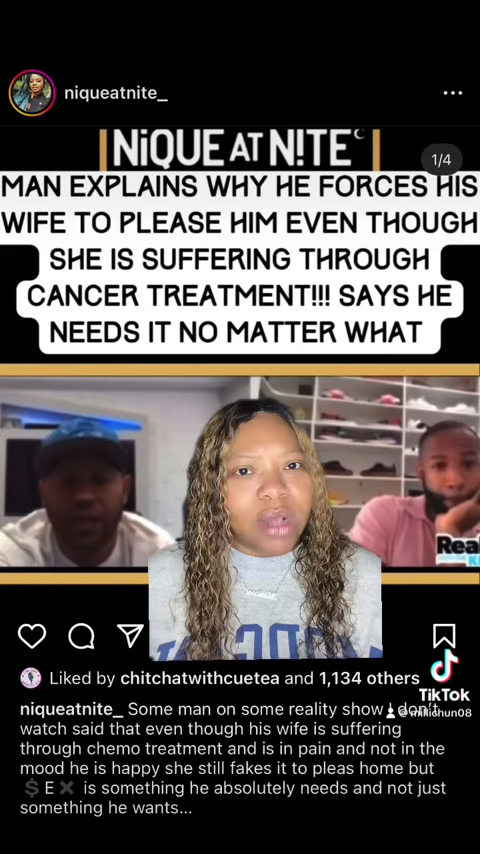 niqueatnite_
NiQUE AT N!TE
1/4
MAN EXPLAINS WHY HE FORCES HIS
WIFE TO PLEASE HIM EVEN THOUGH
SHE IS SUFFERING THROUGH
CANCER TREATMENT!!! SAYS HE
NEEDS IT NO MATTER WHAT
Real
Liked by chitchatwithcuetea and 1,134 others
TikTok
@milichun08
niqueatnite_ Some man on some reality show I don't
watch said that even though his wife is suffering
through chemo treatment and is in pain and not in the
mood he is happy she still fakes it to pleas home but
💲E✖️ is something he absolutely needs and not just
something he wants...